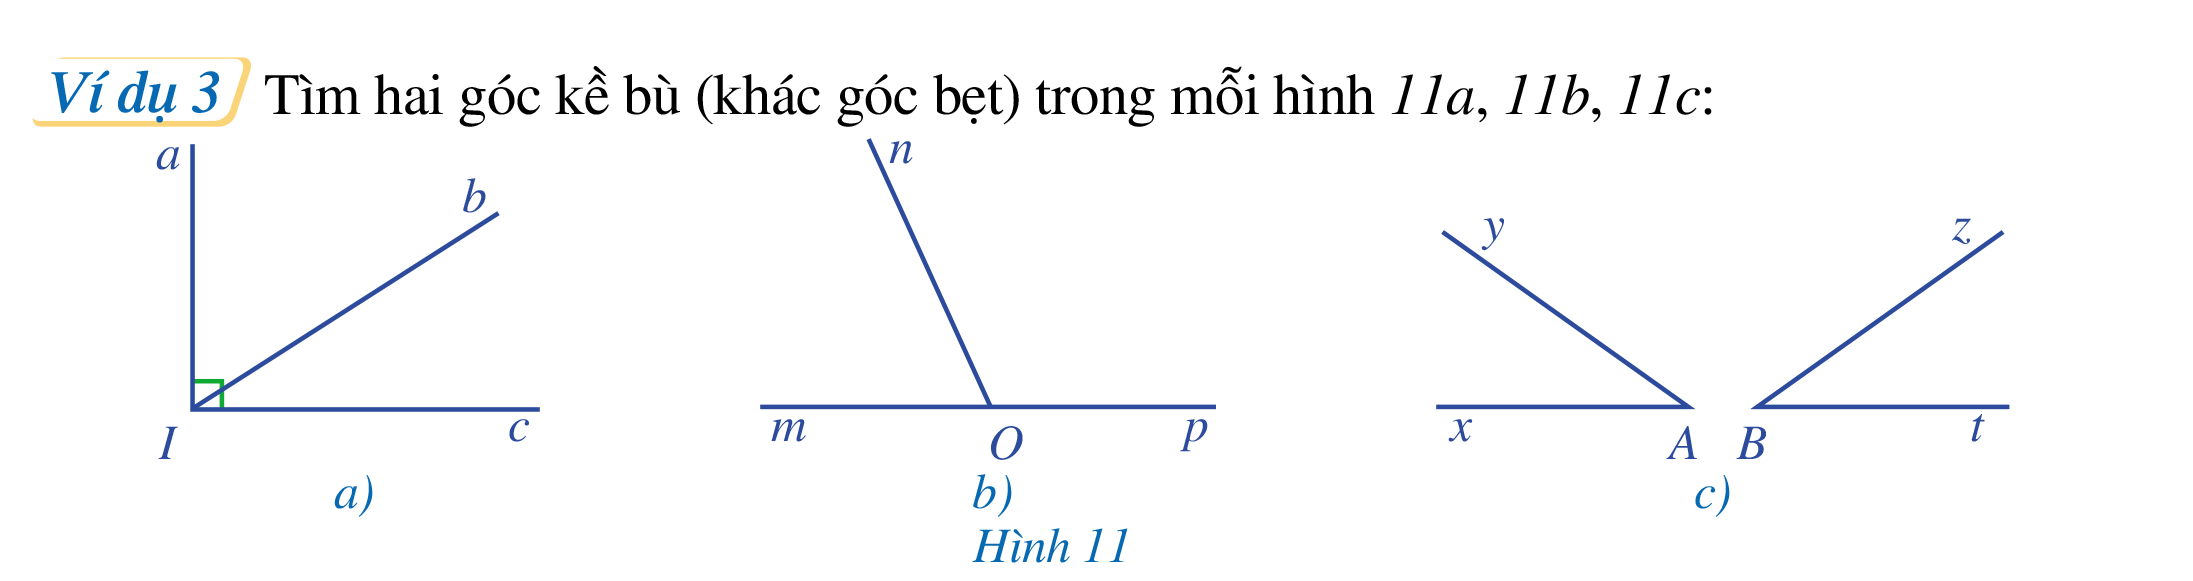 Ví dụ 3 Tìm hai góc kề bù (khác góc bẹt) trong mỗi hình 11a, 11b, 11c:
a
b
I
c
a)
n
m
O
p
b)
y
z
x
A
B
t
c)
Hình 11